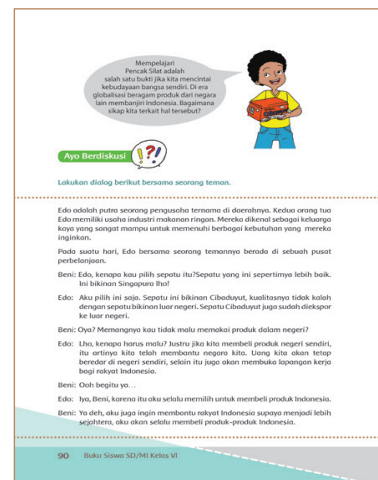 Mempelajari
Pencak Silat adalah
salah satu bukti jika kita mencintai
kebudayaan bangsa sendiri. Di era
globalisasi beragam produk dari negara
lain membanjiri Indonesia. Bagaimana
sikap kita terkait hal tersebut?
Ayo Berdiskusi
Lakukan dialog berikut bersama seorang teman.
Edo adalah putra seorang pengusaha ternama di daerahnya. Kedua orang tua
Edo memiliki usaha industri makanan ringan. Mereka dikenal sebagai keluarga
kaya yang sangat mampu untuk memenuhi berbagai kebutuhan yang mereka
inginkan.
Pada suatu hari, Edo bersama seorang temannya berada di sebuah pusat
perbelanjaan.
Beni: Edo, kenapa kau pilih sepatu itu?Sepatu yang ini sepertinya lebih baik.
Ini bikinan Singapura lho!
Edo: Aku pilih ini saja. Sepatu ini bikinan Cibaduyut, kualitasnya tidak kalah
dengan sepatu bikinan luar negeri. Sepatu Cibaduyut juga sudah diekspor
ke luar negeri.
Beni: Oya? Memangnya kau tidak malu memakai produk dalam negeri?
Edo: Lho, kenapa harus malu? Justru jika kita membeli produk negeri sendiri,
itu artinya kita telah membantu negara kita. Uang kita akan tetap
beredar di negeri sendiri, selain itu juga akan membuka lapangan kerja
bagi rakyat Indonesia.
Beni: Ooh begitu ya...
Edo: Iya, Beni, karena itu aku selalu memilih untuk membeli produk Indonesia.
Beni: Ya deh, aku juga ingin membantu rakyat Indonesia supaya menjadi lebih
sejahtera, aku akan selalu membeli produk-produk Indonesia.
90 Buku Siswa SD/MI Kelas VI